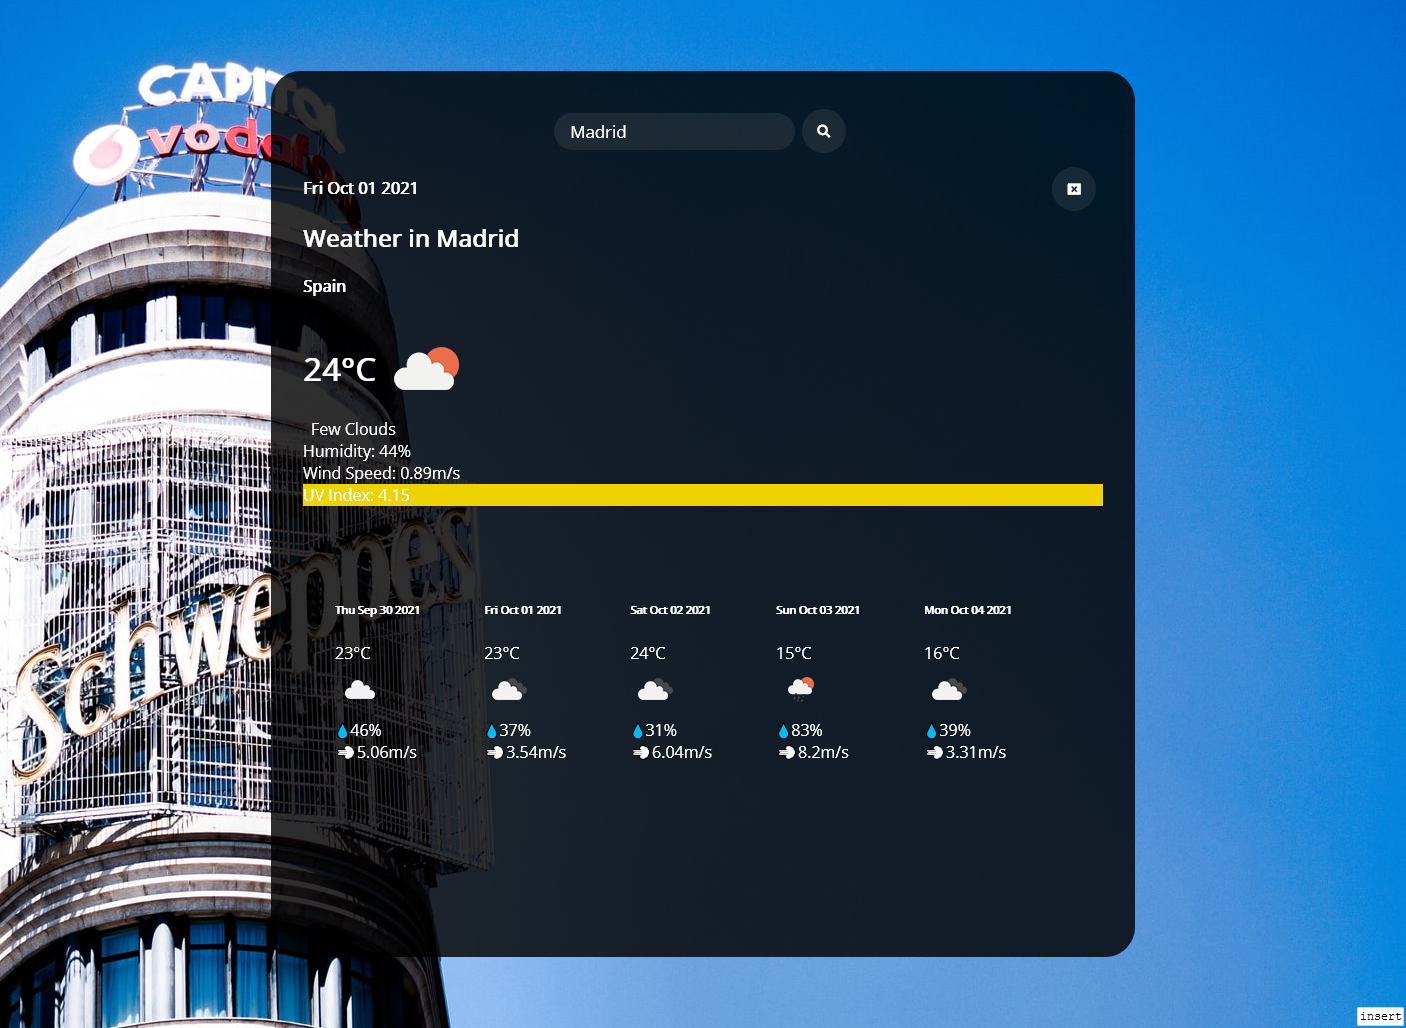 CAPITOL
vodafone
Madrid
Fri Oct 01 2021
Weather in Madrid
Spain
24°C
Few Clouds
Humidity: 44%
Wind Speed: 0.89m/s
UV Index: 4.15
Schweppes
Thu Sep 30 2021 Fri Oct 01 2021 Sat Oct 02 2021 Sun Oct 03 2021 Mon Oct 04 2021
23°C 23°C 24°C 15°C 16°C
46% 37% 31% 83% 39%
5.06m/s 3.54m/s 6.04m/s 8.2m/s 3.31m/s
insert